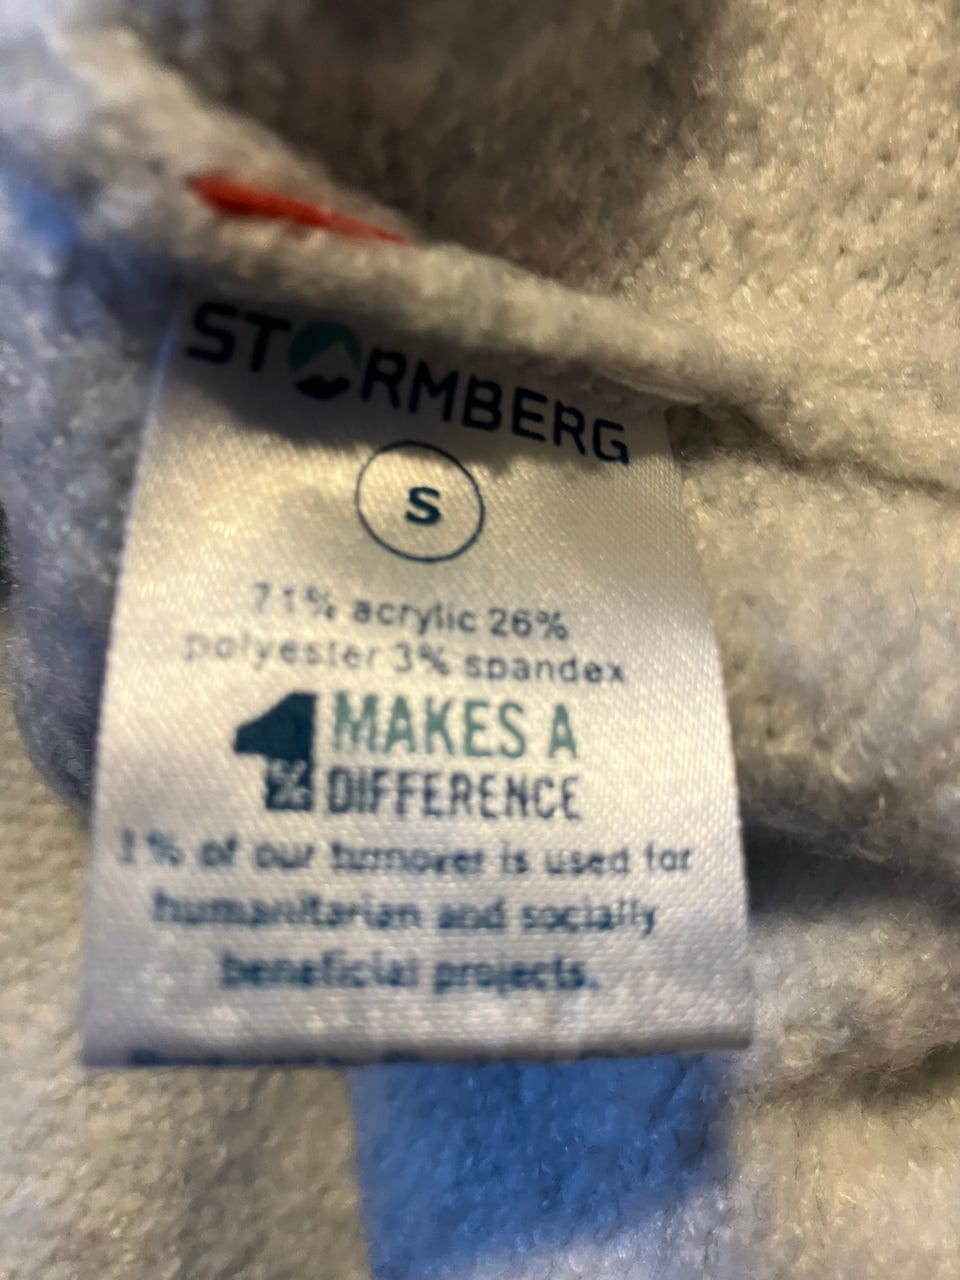 STORMBERG
S
71% acrylic 26%
polyester 3% spandex
1% MAKES A
DIFFERENCE
1% of our turnover is used for
humanitarian and socially
beneficial projects.